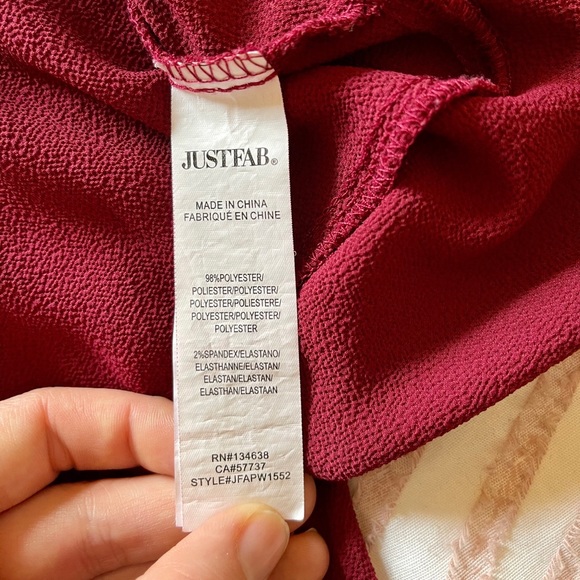 JUSTFAB®
MADE IN CHINA
FABRIQUÉ EN CHINE
98%POLYESTER/
POLIESTER/POLYESTER/
POLYESTER/POLIESTERE/
POLYESTER/POLYESTER/
POLYESTER
2%SPANDEX/ELASTANO/
ELASTHANNE/ELASTAN/
ELASTAN/ELASTAN/
ELASTHAN/ELASTAAN
RN#134638
CA#57737
STYLE#JFAPW1552